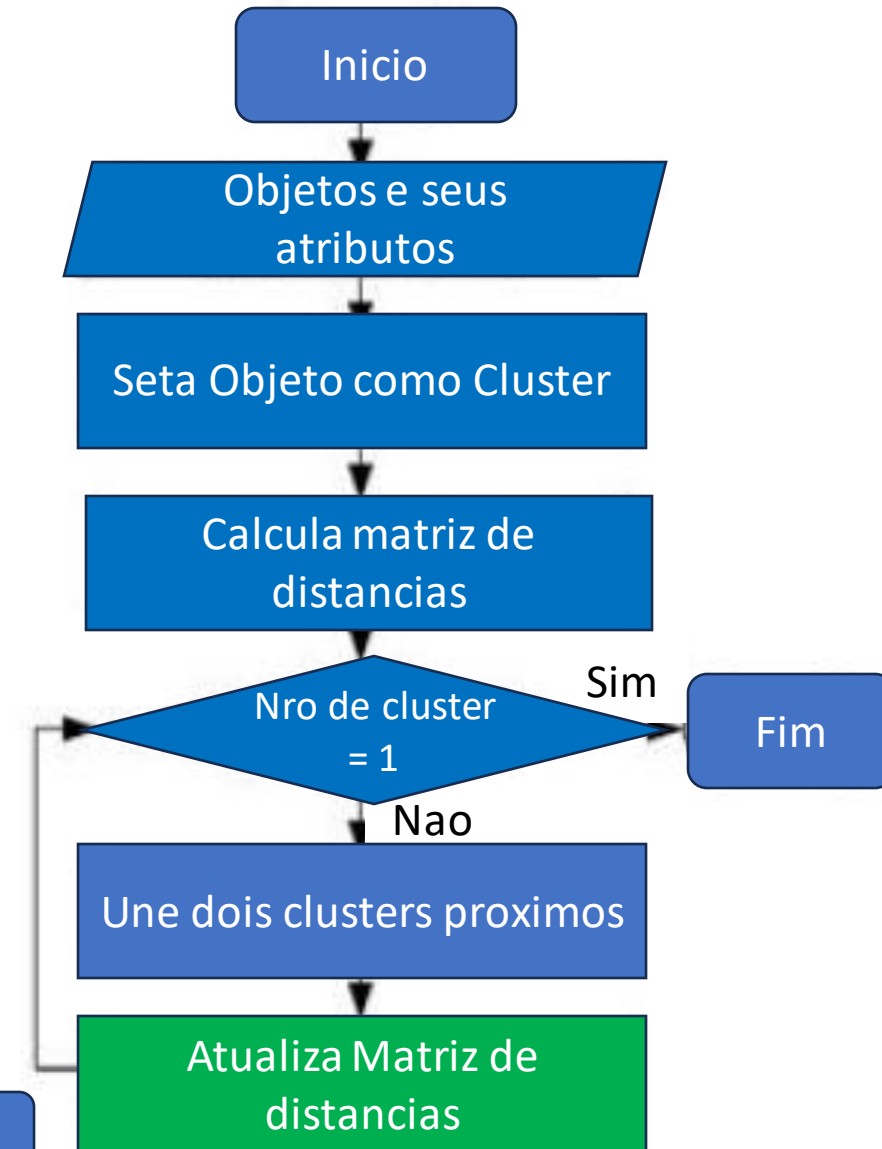 Inicio
Objetos e seus
atributos
Seta Objeto como Cluster
Calcula matriz de
distancias
Nro de cluster
= 1
Sim
Fim
Nao
Une dois clusters proximos
Atualiza Matriz de
distancias